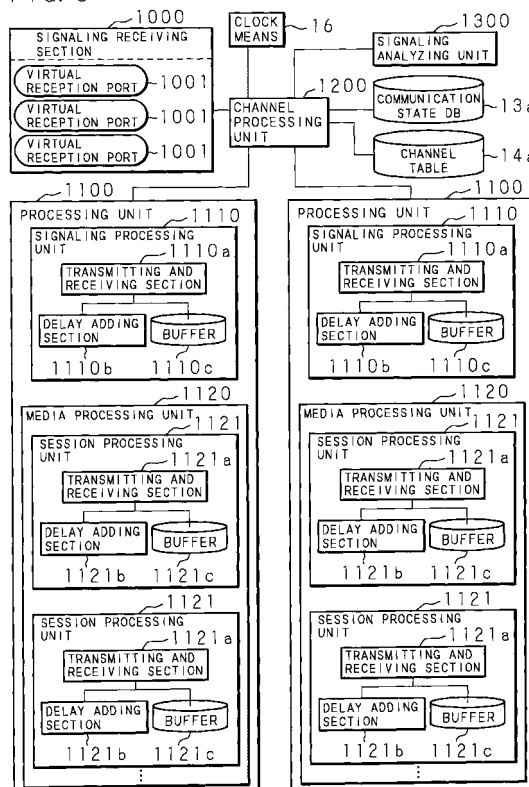 1000
SIGNALING RECEIVING
SECTION
VIRTUAL
RECEPTION PORT
1001
VIRTUAL
RECEPTION PORT
1001
VIRTUAL
RECEPTION PORT
1001
CLOCK
MEANS
16
1300
SIGNALING
ANALYZING UNIT
1200
CHANNEL
PROCESSING
UNIT
COMMUNICATION
STATE DB
13a
CHANNEL
TABLE
14a
1100
PROCESSING UNIT
1110
SIGNALING PROCESSING
UNIT
1110a
TRANSMITTING AND
RECEIVING SECTION
DELAY ADDING
SECTION
BUFFER
1110b
1110c
1120
MEDIA PROCESSING UNIT
1121
SESSION PROCESSING
UNIT
1121a
TRANSMITTING AND
RECEIVING SECTION
DELAY ADDING
SECTION
BUFFER
1121b
1121c
1121
SESSION PROCESSING
UNIT
1121a
TRANSMITTING AND
RECEIVING SECTION
DELAY ADDING
SECTION
BUFFER
1121b
1121c
1100
PROCESSING UNIT
1110
SIGNALING PROCESSING
UNIT
1110a
TRANSMITTING AND
RECEIVING SECTION
DELAY ADDING
SECTION
BUFFER
1110b
1110c
1120
MEDIA PROCESSING UNIT
1121
SESSION PROCESSING
UNIT
1121a
TRANSMITTING AND
RECEIVING SECTION
DELAY ADDING
SECTION
BUFFER
1121b
1121c
1121
SESSION PROCESSING
UNIT
1121a
TRANSMITTING AND
RECEIVING SECTION
DELAY ADDING
SECTION
BUFFER
1121b
1121c